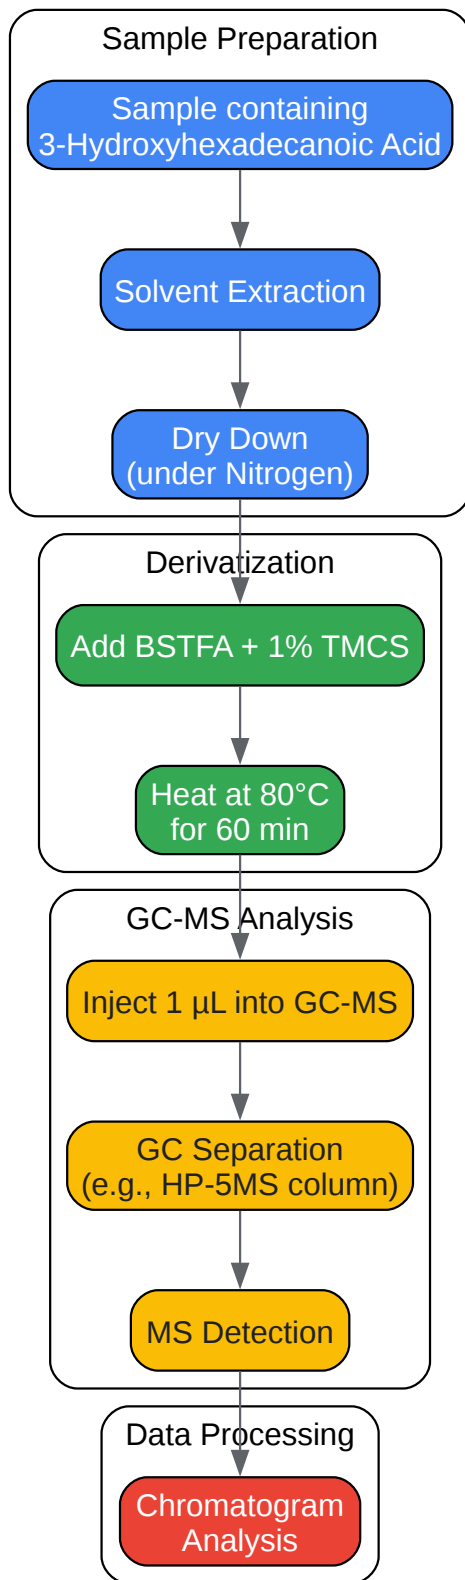 Sample Preparation
Sample containing
3-Hydroxyhexadecanoic Acid
Solvent Extraction
Dry Down
(under Nitrogen)
Derivatization
Add BSTFA + 1% TMCS
Heat at 80°C
for 60 min
GC-MS Analysis
Inject 1 µL into GC-MS
GC Separation
(e.g., HP-5MS column)
MS Detection
Data Processing
Chromatogram
Analysis